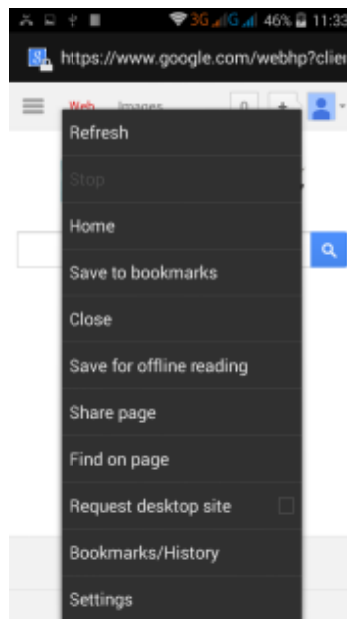 3G G 46% 11:33
https://www.google.com/webhp?clie
Web Images 0 +
Refresh
Stop
Home
Save to bookmarks
Close
Save for offline reading
Share page
Find on page
Request desktop site
Bookmarks/History
Settings